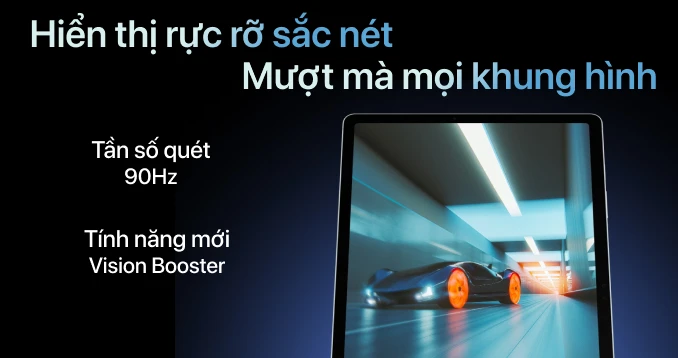 Hiển thị rực rỡ sắc nét
Mượt mà mọi khung hình
Tần số quét
90Hz
Tính năng mới
Vision Booster